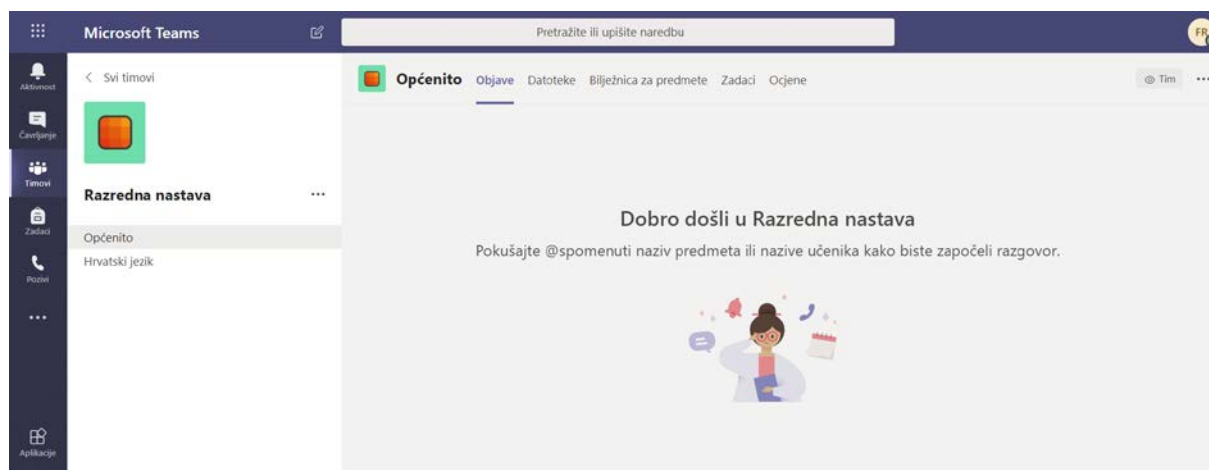 Microsoft Teams
Pretražite ili upišite naredbu
FR
Aktivnost
Čavrljanje
Timovi
Zadaci
Pozivi
Aplikacije
Svi timovi
Razredna nastava
Općenito
Hrvatski jezik
Općenito Objave Datoteke Bilježnica za predmete Zadaci Ocjene
Tim
Dobro došli u Razredna nastava
Pokušajte @spomenuti naziv predmeta ili nazive učenika kako biste započeli razgovor.